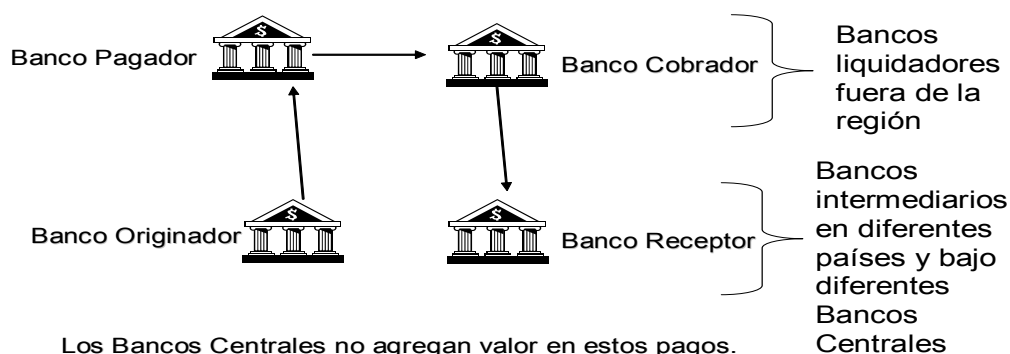 Banco Pagador
Banco Cobrador
Bancos
liquidadores
fuera de la
región
Banco Originador
Banco Receptor
Bancos
intermediarios
en diferentes
países y bajo
diferentes
Bancos
Centrales
Los Bancos Centrales no agregan valor en estos pagos.
$
$
$
$